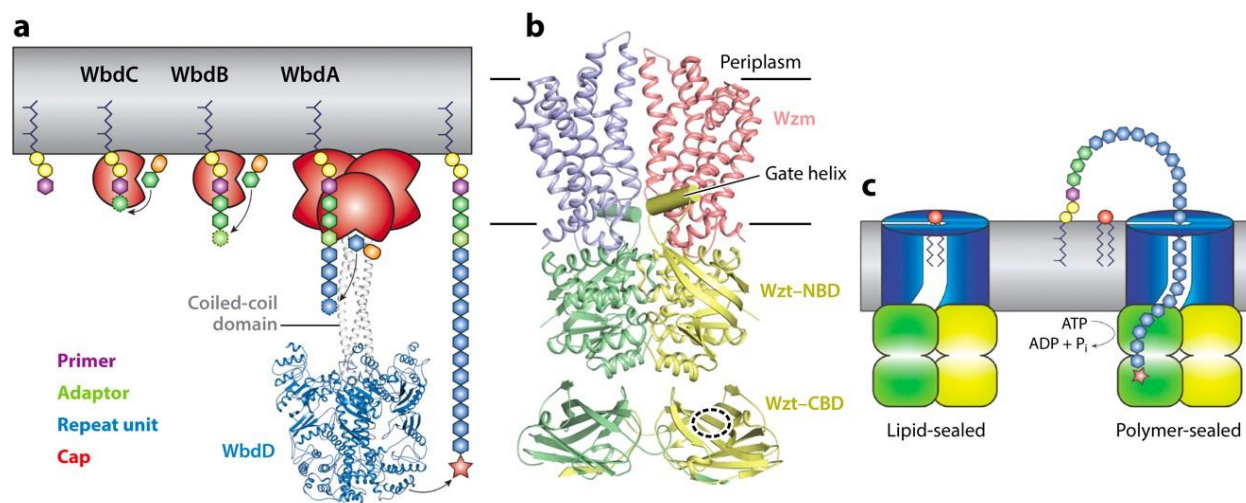 a
WbdC WbdB WbdA
Coiled-coil
domain
Primer
Adaptor
Repeat unit
Cap
WbdD
b
Periplasm
Wzm
Gate helix
Wzt–NBD
Wzt–CBD
c
ATP
ADP + Pi
Lipid-sealed
Polymer-sealed